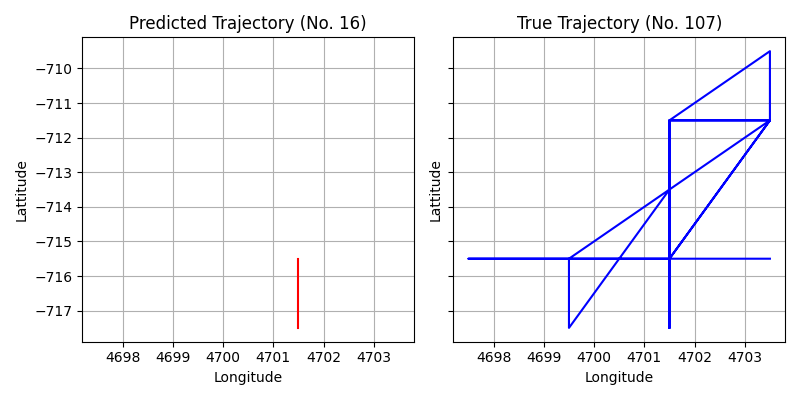 Predicted Trajectory (No. 16)
True Trajectory (No. 107)
−710
−711
−712
−713
−714
−715
−716
−717
Lattitude
Lattitude
4698 4699 4700 4701 4702 4703
4698 4699 4700 4701 4702 4703
Longitude
Longitude